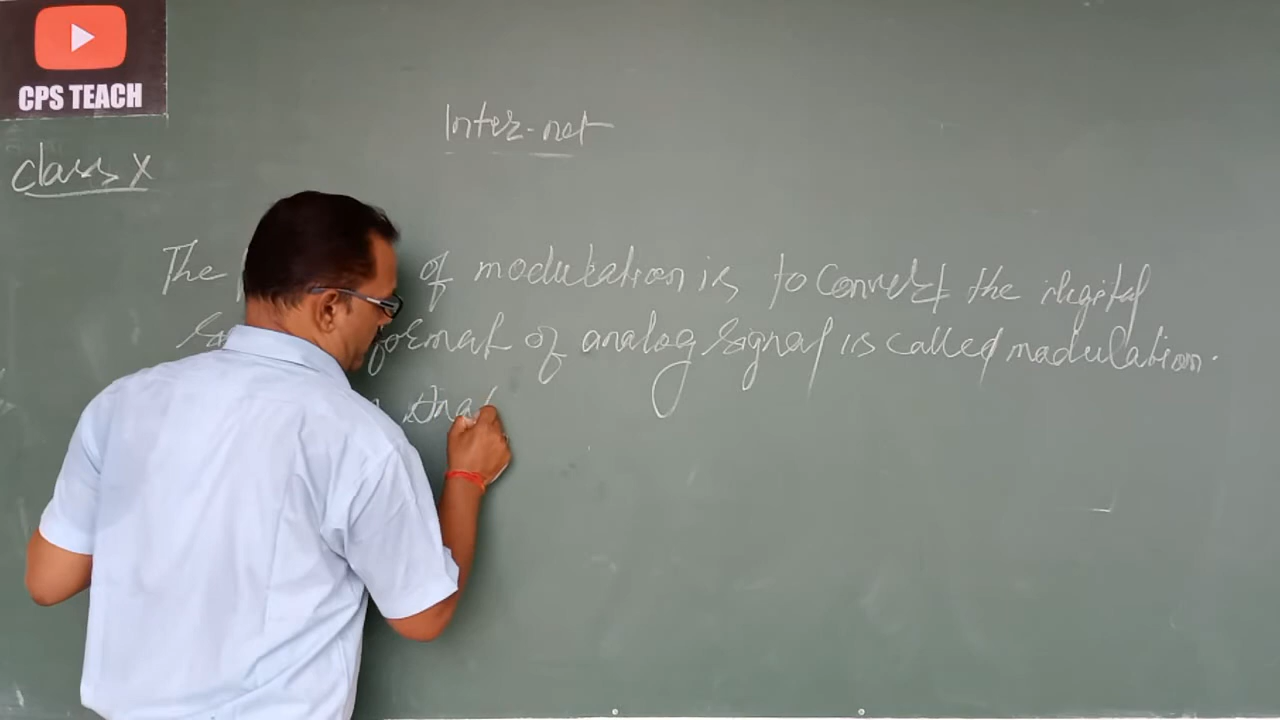 CPS TEACH
Inter-net
class X
The of modulation is to Convert the digital
format of analog signal is called modulation.